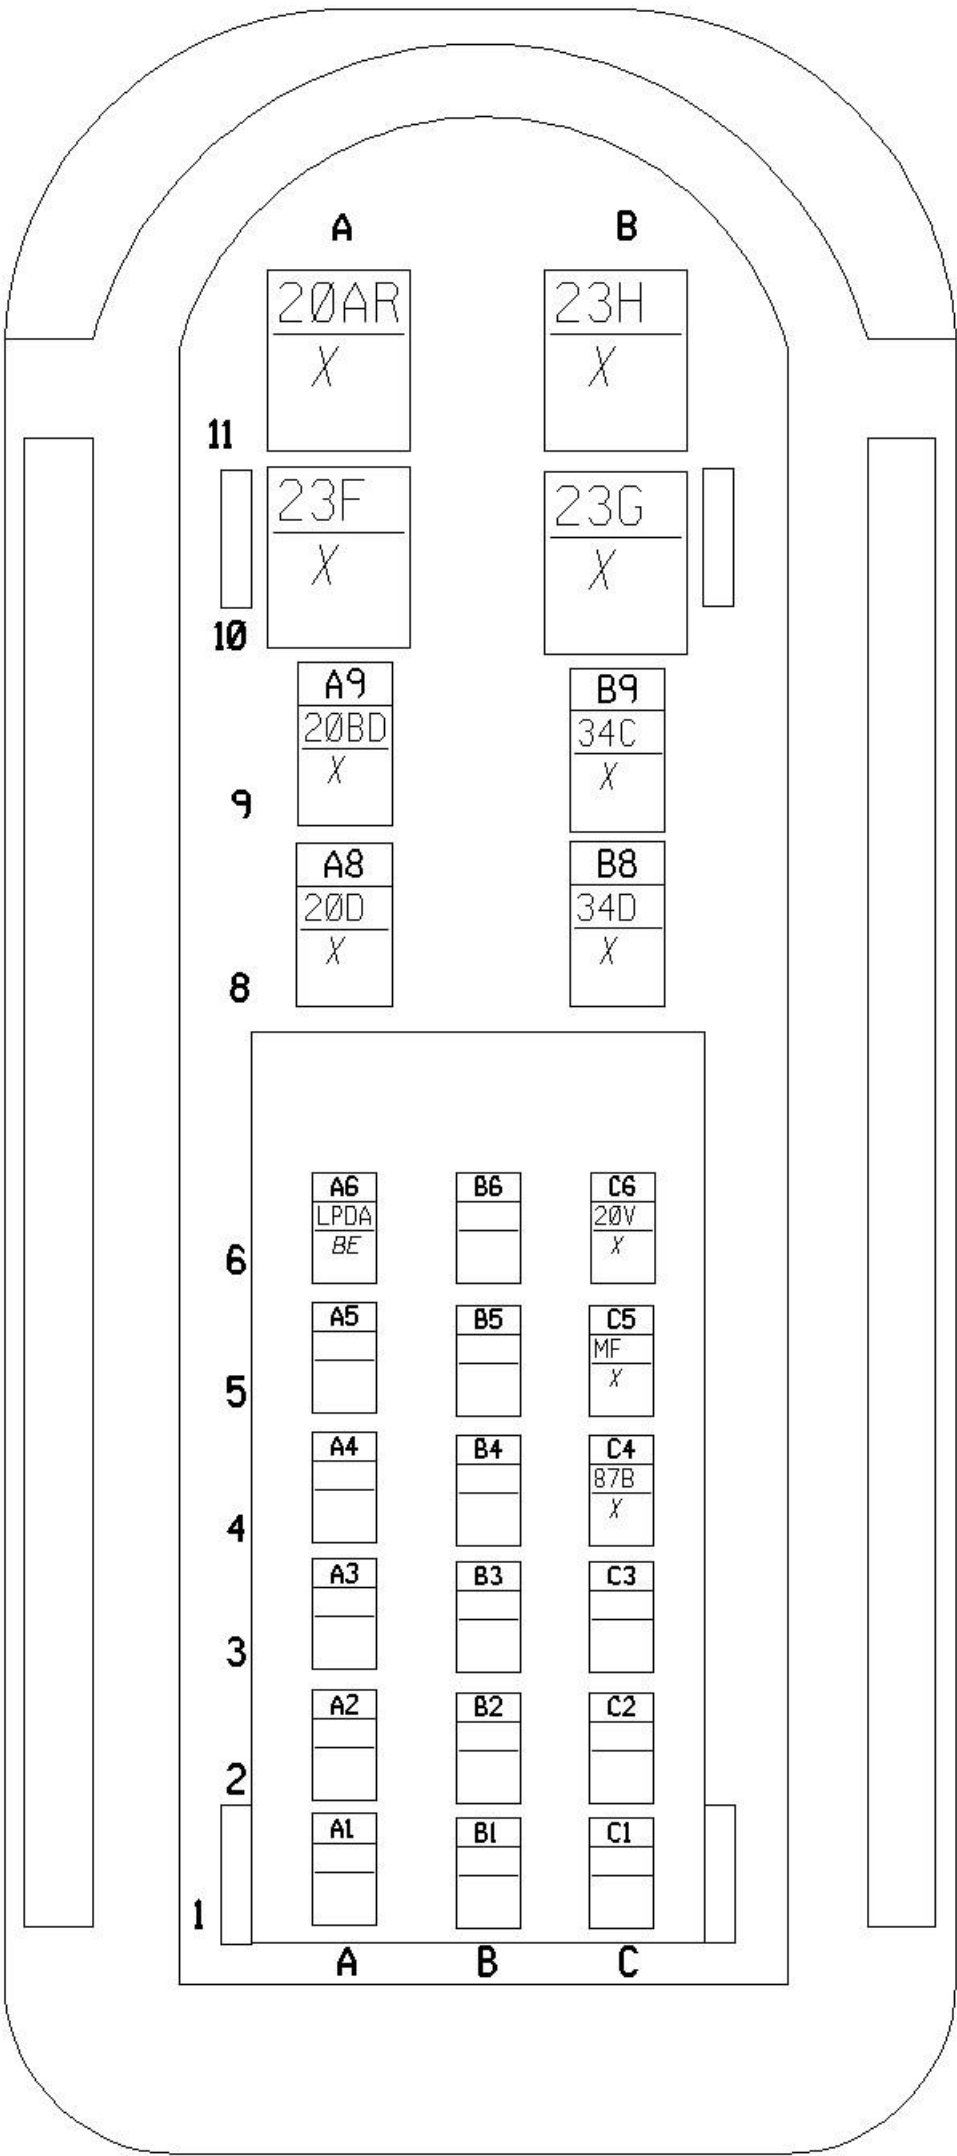 A B
20AR 23H
X X
11
23F 23G
X X
10
A9 B9
20BD 34C
X X
9
A8 B8
20D 34D
X X
8
A6 B6 C6
LPDA 20V
BE X
6
A5 B5 C5
MF
X
5
A4 B4 C4
87B
X
4
A3 B3 C3
3
A2 B2 C2
2
A1 B1 C1
1
A B C